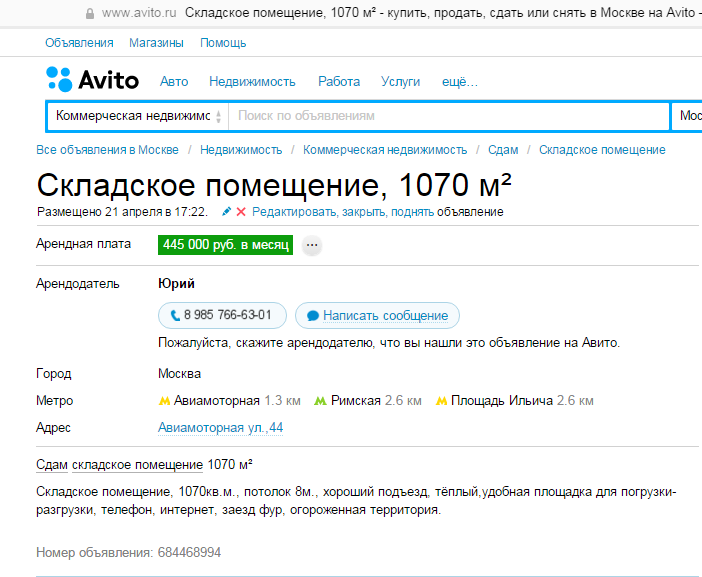 www.avito.ru Складское помещение, 1070 м² - купить, продать, сдать или снять в Москве на Avito -
Объявления Магазины Помощь
Avito Авто Недвижимость Работа Услуги ещё...
Коммерческая недвижимс Поиск по объявлениям Мос
Все объявления в Москве / Недвижимость / Коммерческая недвижимость / Сдам / Складское помещение
Складское помещение, 1070 м²
Размещено 21 апреля в 17:22. Редактировать, закрыть, поднять объявление
Арендная плата 445 000 руб. в месяц ...
Арендодатель Юрий
8 985 766-63-01 Написать сообщение
Пожалуйста, скажите арендодателю, что вы нашли это объявление на Авито.
Город Москва
Метро Авиамоторная 1.3 км Римская 2.6 км Площадь Ильича 2.6 км
Адрес Авиамоторная ул.,44
Сдам складское помещение 1070 м²
Складское помещение, 1070кв.м., потолок 8м., хороший подъезд, тёплый,удобная площадка для погрузки-
разгрузки, телефон, интернет, заезд фур, огороженная территория.
Номер объявления: 684468994